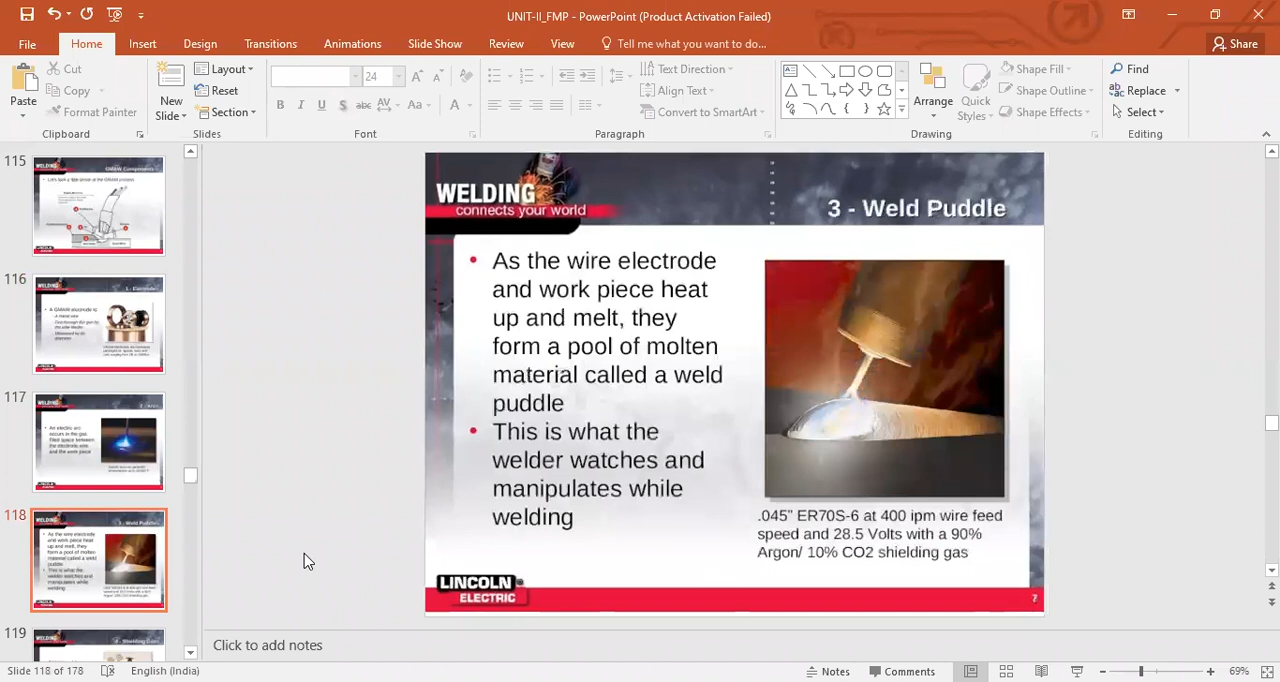 UNIT-II_FMP - PowerPoint (Product Activation Failed)
File Home Insert Design Transitions Animations Slide Show Review View Tell me what you want to do... Share
Paste Cut Copy Format Painter
Clipboard
New Slide Layout Reset Section
Slides
24
B I U S abc AV Aa A
Font
Text Direction
Align Text
Convert to SmartArt
Paragraph
Arrange Quick Styles
Shape Fill
Shape Outline
Shape Effects
Drawing
Find
Replace
Select
Editing
115
116
117
118
119
WELDING
connects your world
3 - Weld Puddle
• As the wire electrode
and work piece heat
up and melt, they
form a pool of molten
material called a weld
puddle
• This is what the
welder watches and
manipulates while
welding
.045" ER70S-6 at 400 ipm wire feed
speed and 28.5 Volts with a 90%
Argon/ 10% CO2 shielding gas
LINCOLN ®
ELECTRIC
7
Click to add notes
Slide 118 of 178 English (India) Notes Comments 69%